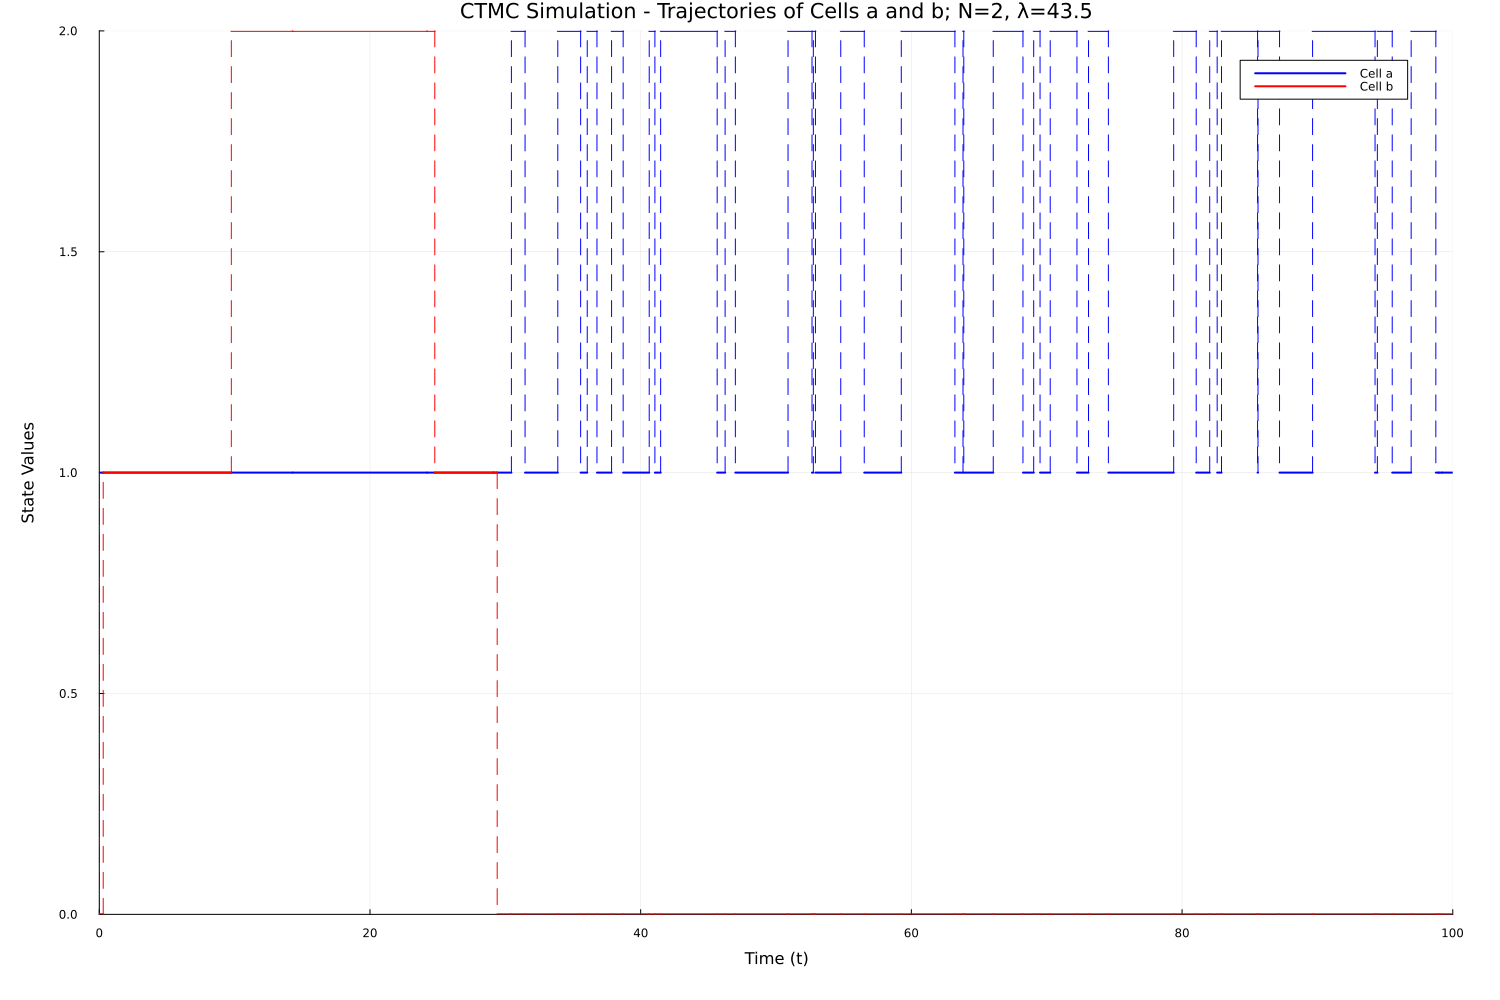 CTMC Simulation - Trajectories of Cells a and b; N=2, λ=43.5
2.0
Cell a
Cell b
1.5
1.0
State Values
0.5
0.0
0 20 40 60 80 100
Time (t)